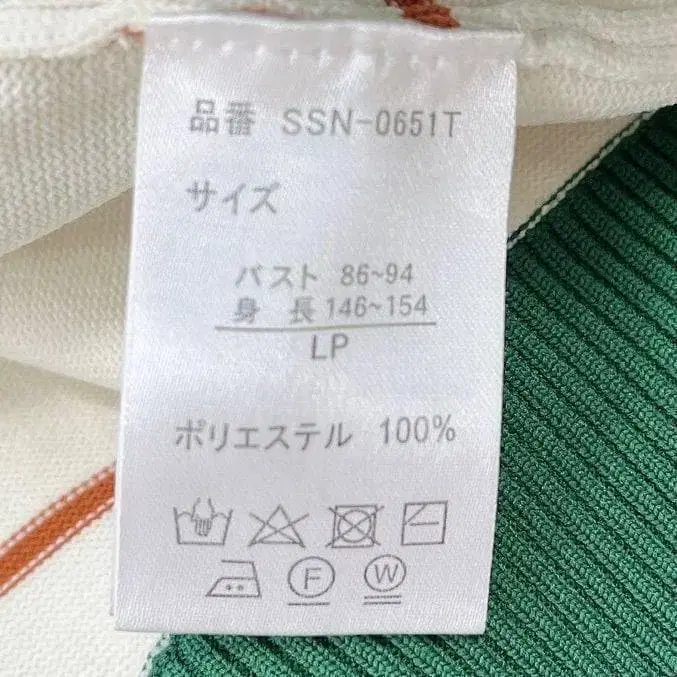 品番 SSN-0651T
サイズ
バスト 86~94
身 長 146~154
LP
ポリエステル 100%
F W